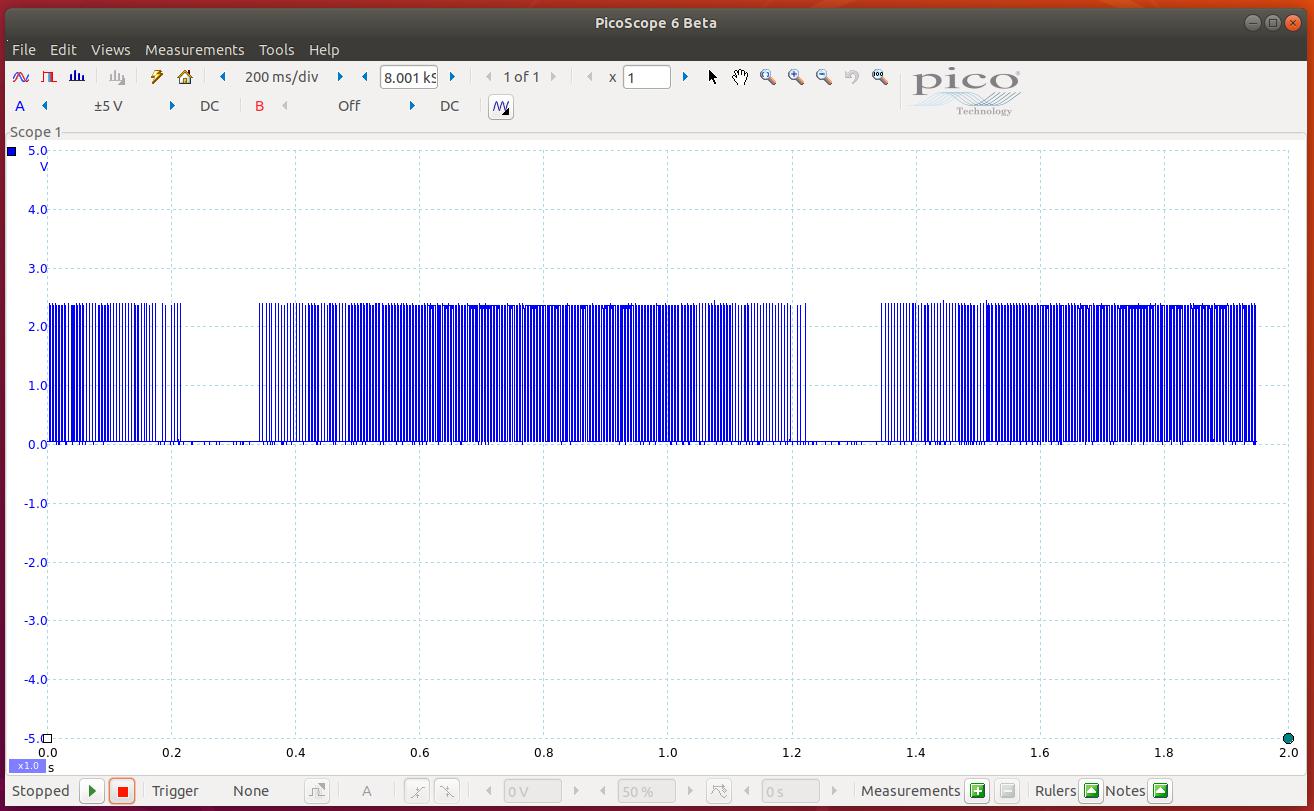 PicoScope 6 Beta
File Edit Views Measurements Tools Help
200 ms/div 8.001 kS 1 of 1 x 1
pico
Technology
A ±5 V DC B Off DC
Scope 1
5.0
V
4.0
3.0
2.0
1.0
0.0
-1.0
-2.0
-3.0
-4.0
-5.0
0.0 0.2 0.4 0.6 0.8 1.0 1.2 1.4 1.6 1.8 2.0
x1.0 s
Stopped Trigger None A 0 V 50 % 0 s Measurements Rulers Notes